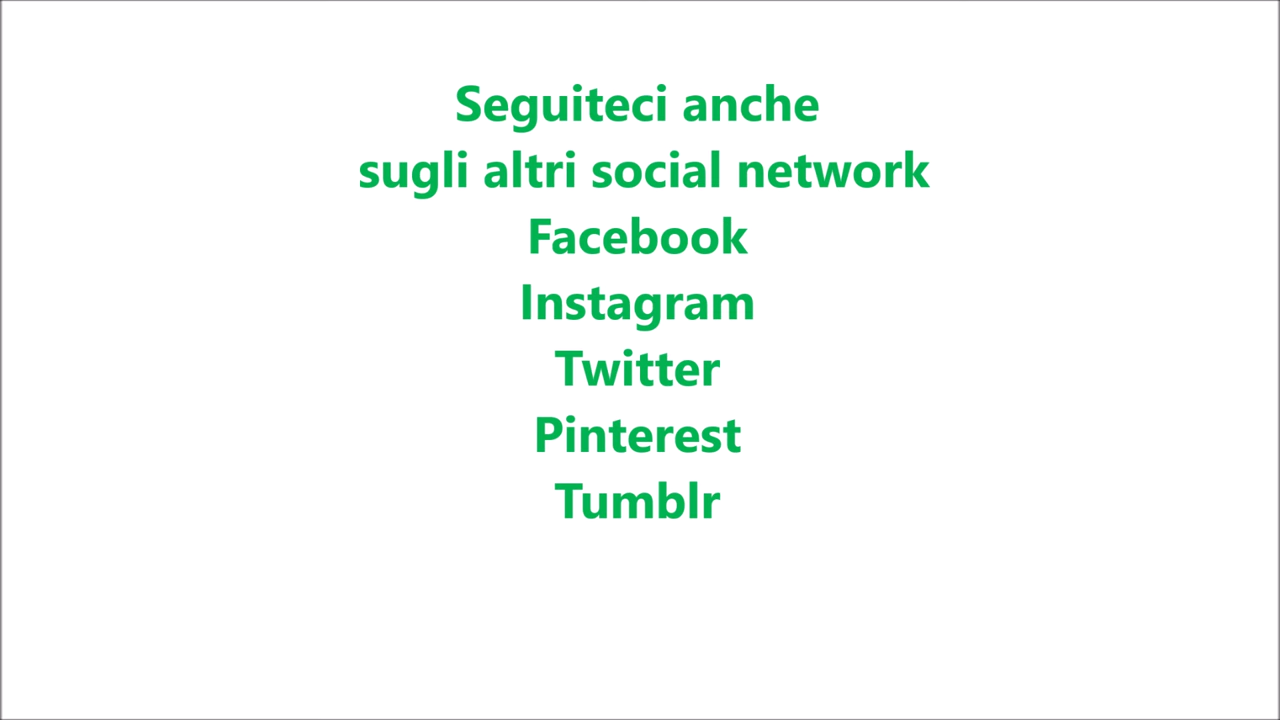 Seguiteci anche
sugli altri social network
Facebook
Instagram
Twitter
Pinterest
Tumblr